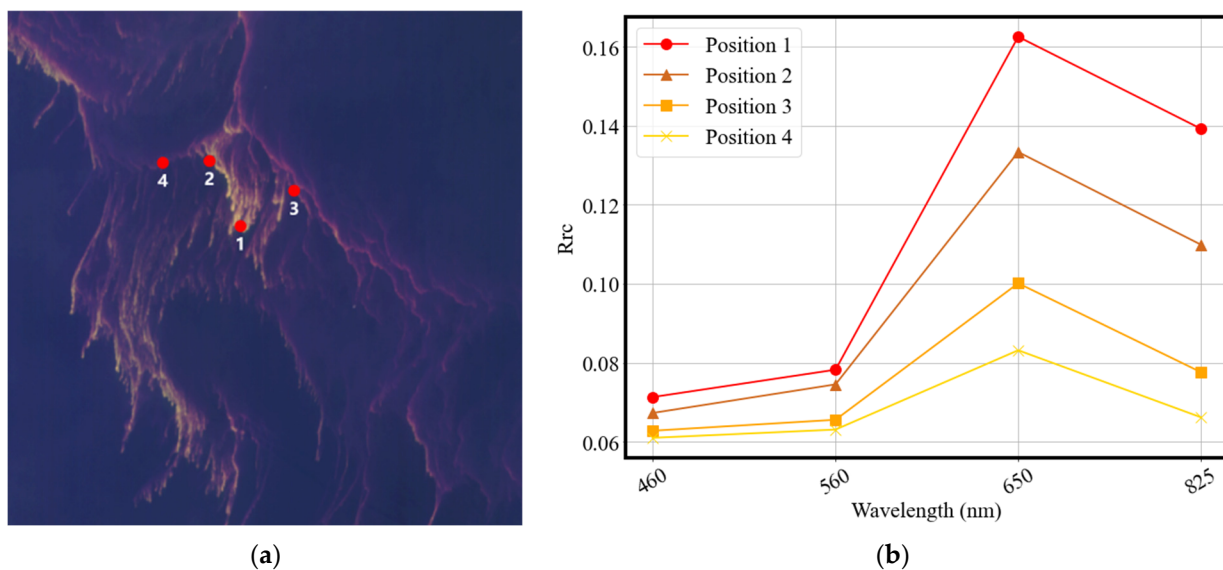 4
2
3
1
(a)
Position 1
Position 2
Position 3
Position 4
0.16
0.14
0.12
0.10
0.08
0.06
Rrc
460
560
650
825
Wavelength (nm)
(b)